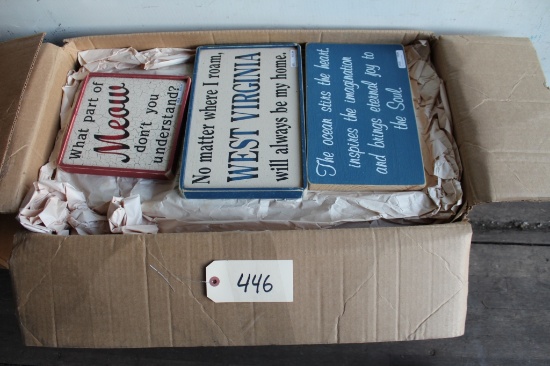 What part of
Meow
don't you
understand?
No matter where I roam,
WEST VIRGINIA
will always be my home.
The ocean stirs the heart,
inspires the imagination
and brings eternal joy to
the Soul.
446